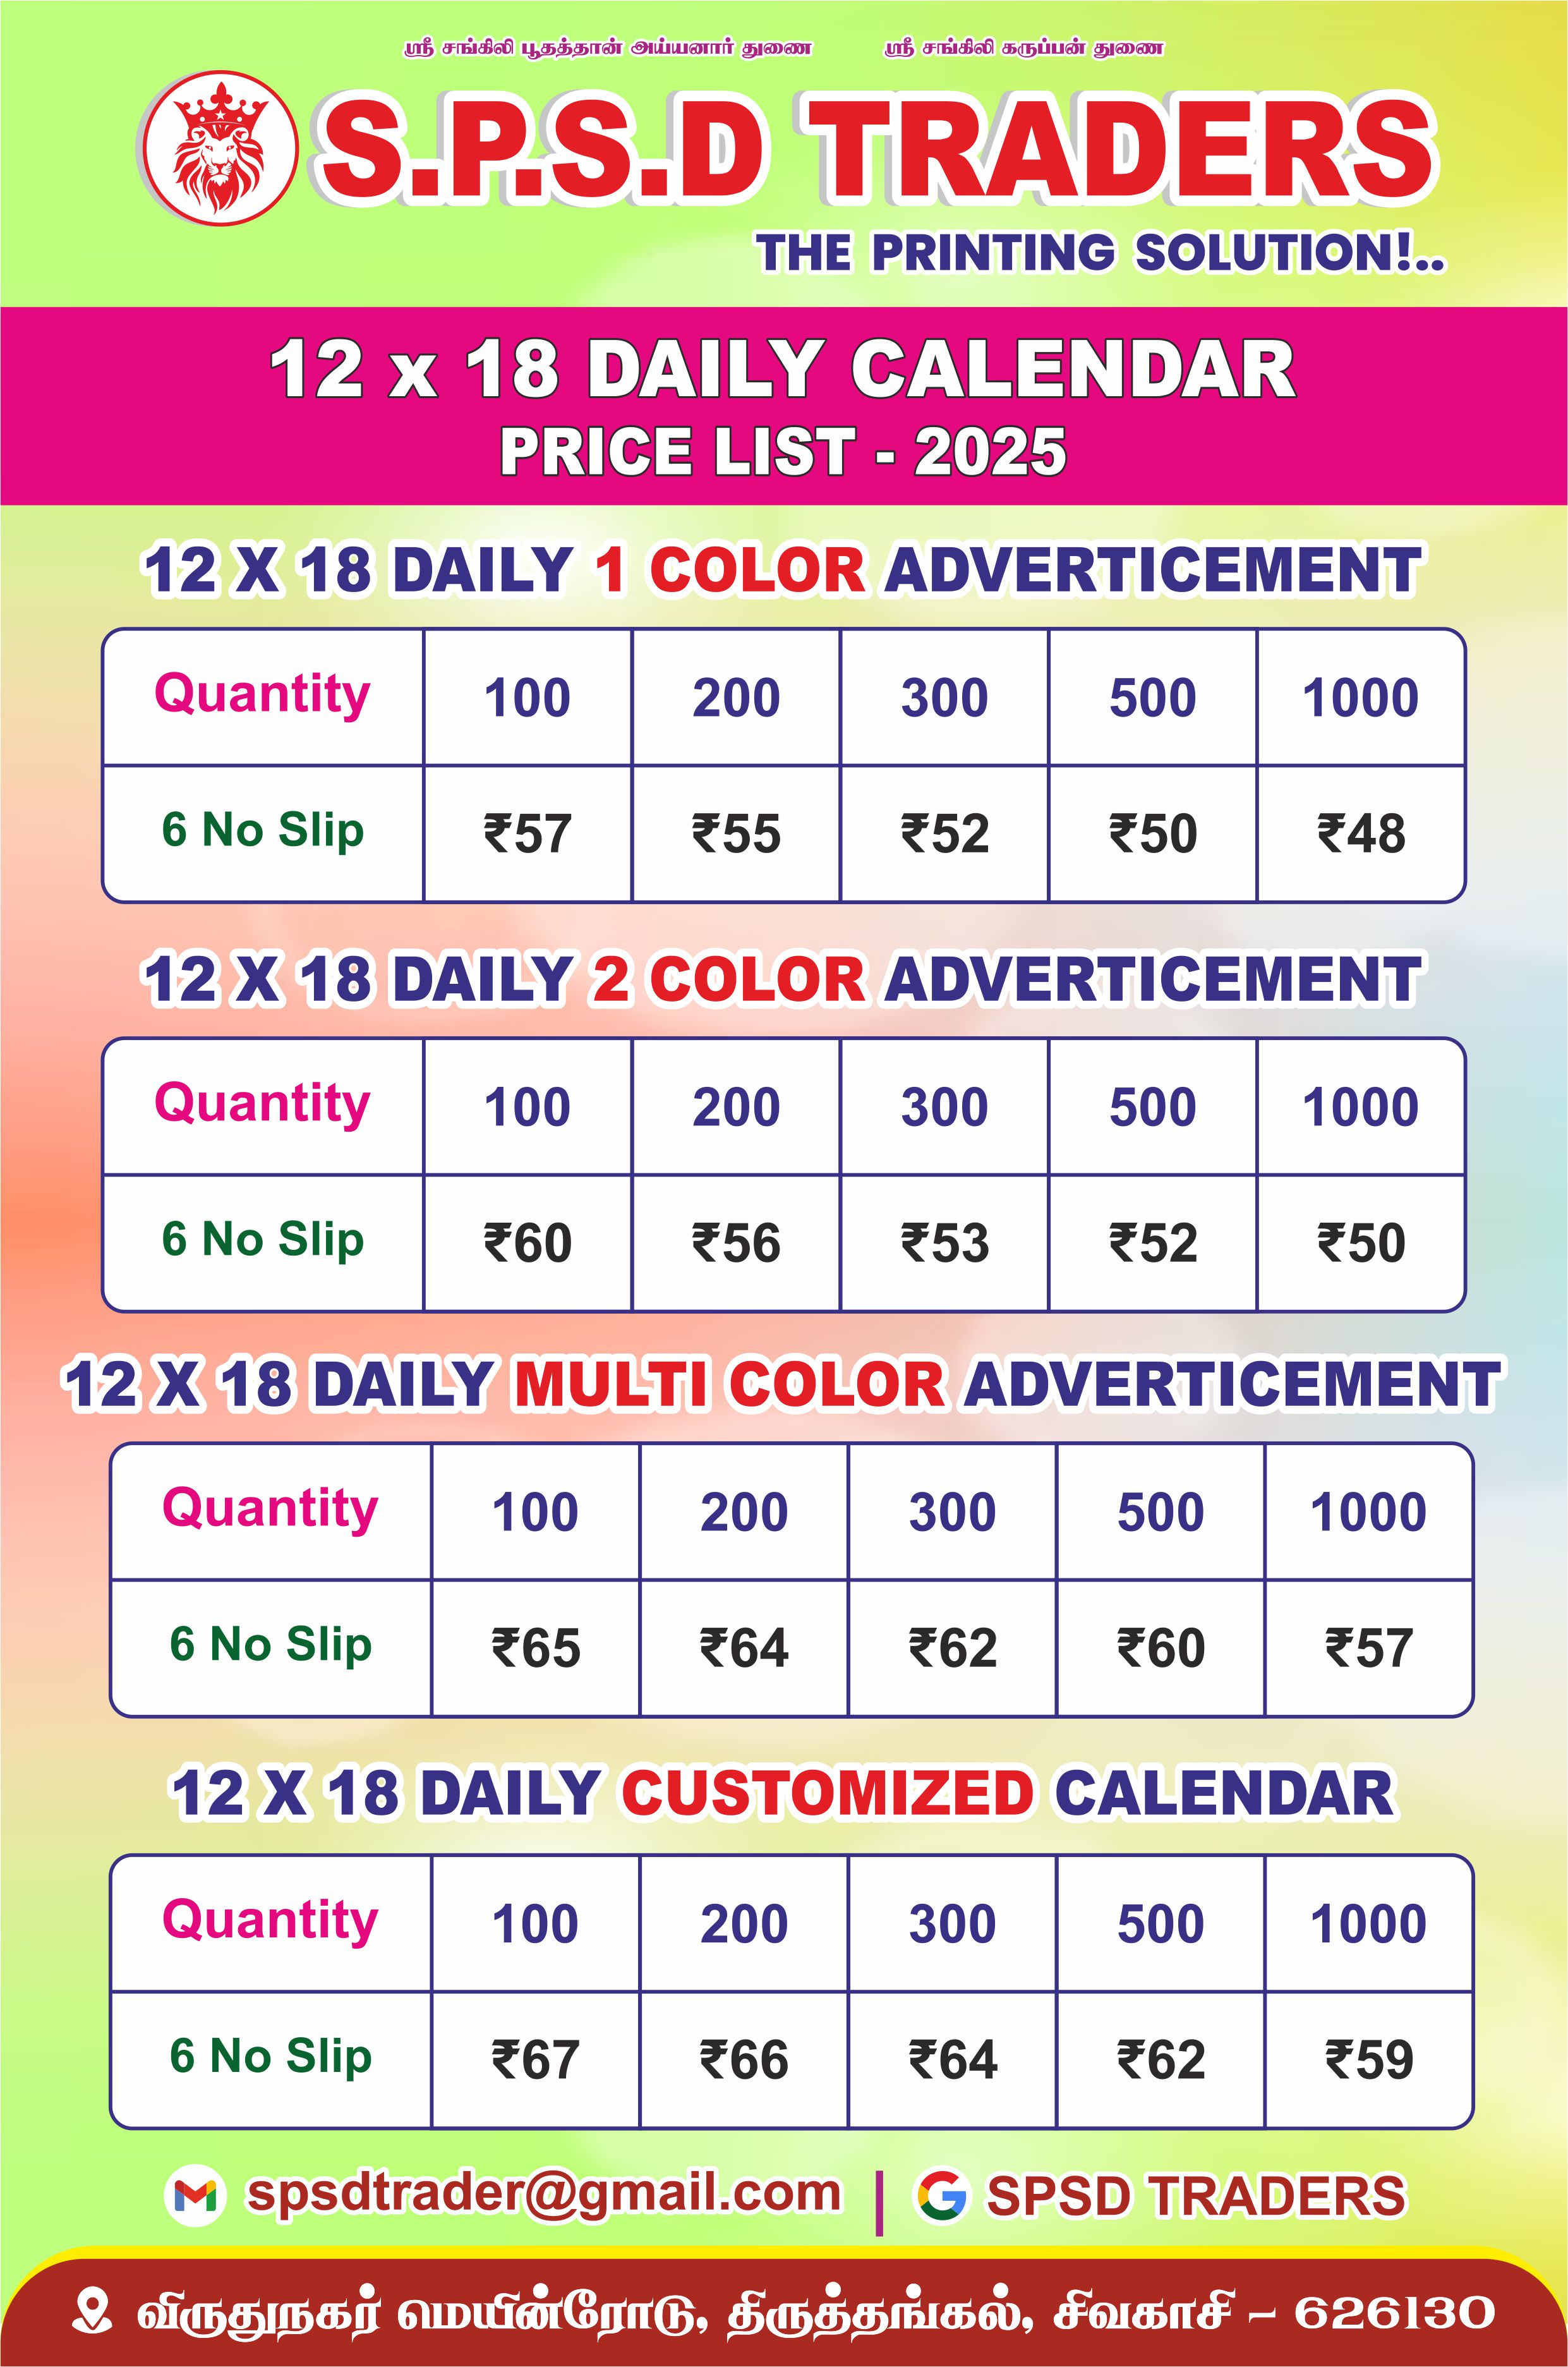 ஸ்ரீ சங்கிலி பூதத்தான் அய்யனார் துணை ஸ்ரீ சங்கிலி கருப்பன் துணை
S.P.S.D TRADERS
THE PRINTING SOLUTION!..
12 x 18 DAILY CALENDAR
PRICE LIST - 2025
12 X 18 DAILY 1 COLOR ADVERTICEMENT
Quantity 100 200 300 500 1000
6 No Slip ₹57 ₹55 ₹52 ₹50 ₹48
12 X 18 DAILY 2 COLOR ADVERTICEMENT
Quantity 100 200 300 500 1000
6 No Slip ₹60 ₹56 ₹53 ₹52 ₹50
12 X 18 DAILY MULTI COLOR ADVERTICEMENT
Quantity 100 200 300 500 1000
6 No Slip ₹65 ₹64 ₹62 ₹60 ₹57
12 X 18 DAILY CUSTOMIZED CALENDAR
Quantity 100 200 300 500 1000
6 No Slip ₹67 ₹66 ₹64 ₹62 ₹59
spsdtrader@gmail.com | SPSD TRADERS
விருதுநகர் மெயின்ரோடு, திருத்தங்கல், சிவகாசி – 626130